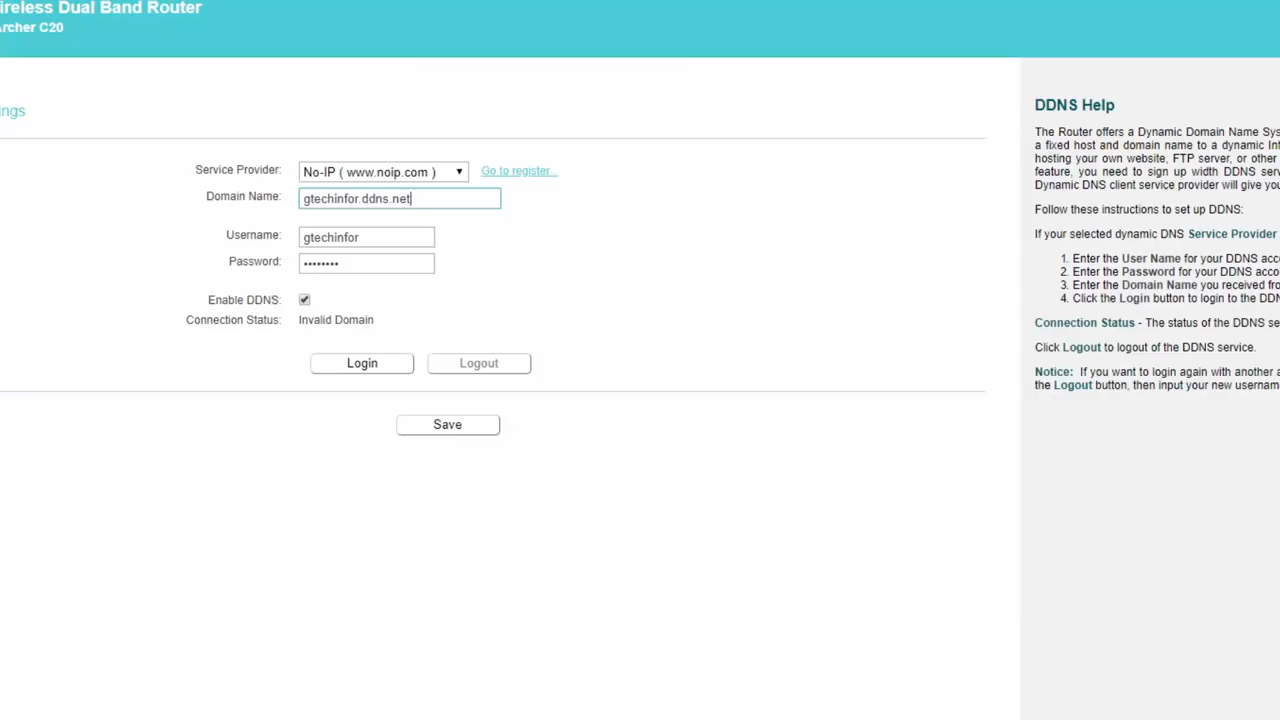 ireless Dual Band Router
Archer C20
ings
Service Provider: No-IP ( www.noip.com ) Go to register...
Domain Name: gtechinfor.ddns.net
Username: gtechinfor
Password: ••••••••
Enable DDNS:
Connection Status: Invalid Domain
Login Logout
Save
DDNS Help
The Router offers a Dynamic Domain Name Sys
a fixed host and domain name to a dynamic Int
hosting your own website, FTP server, or other
feature, you need to sign up width DDNS serv
Dynamic DNS client service provider will give you
Follow these instructions to set up DDNS:
If your selected dynamic DNS Service Provider
1. Enter the User Name for your DDNS acco
2. Enter the Password for your DDNS acco
3. Enter the Domain Name you received fro
4. Click the Login button to login to the DDN
Connection Status - The status of the DDNS se
Click Logout to logout of the DDNS service.
Notice: If you want to login again with another a
the Logout button, then input your new usernam